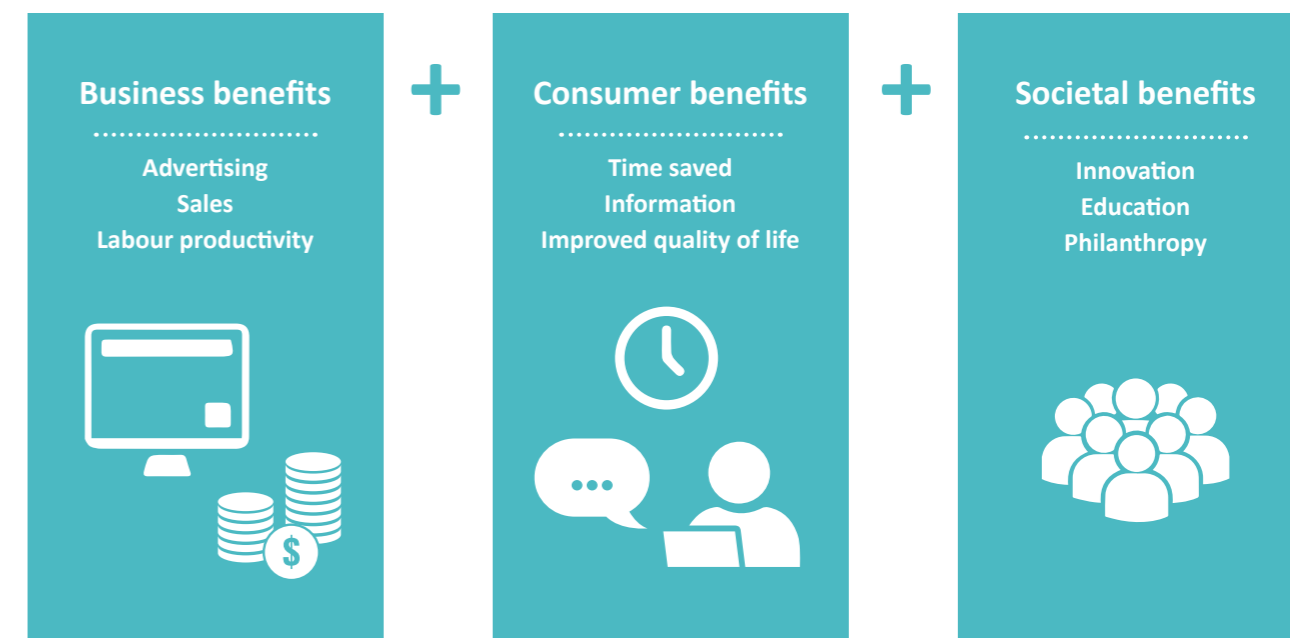 Business benefits
Advertising
Sales
Labour productivity
+
Consumer benefits
Time saved
Information
Improved quality of life
+
Societal benefits
Innovation
Education
Philanthropy
$